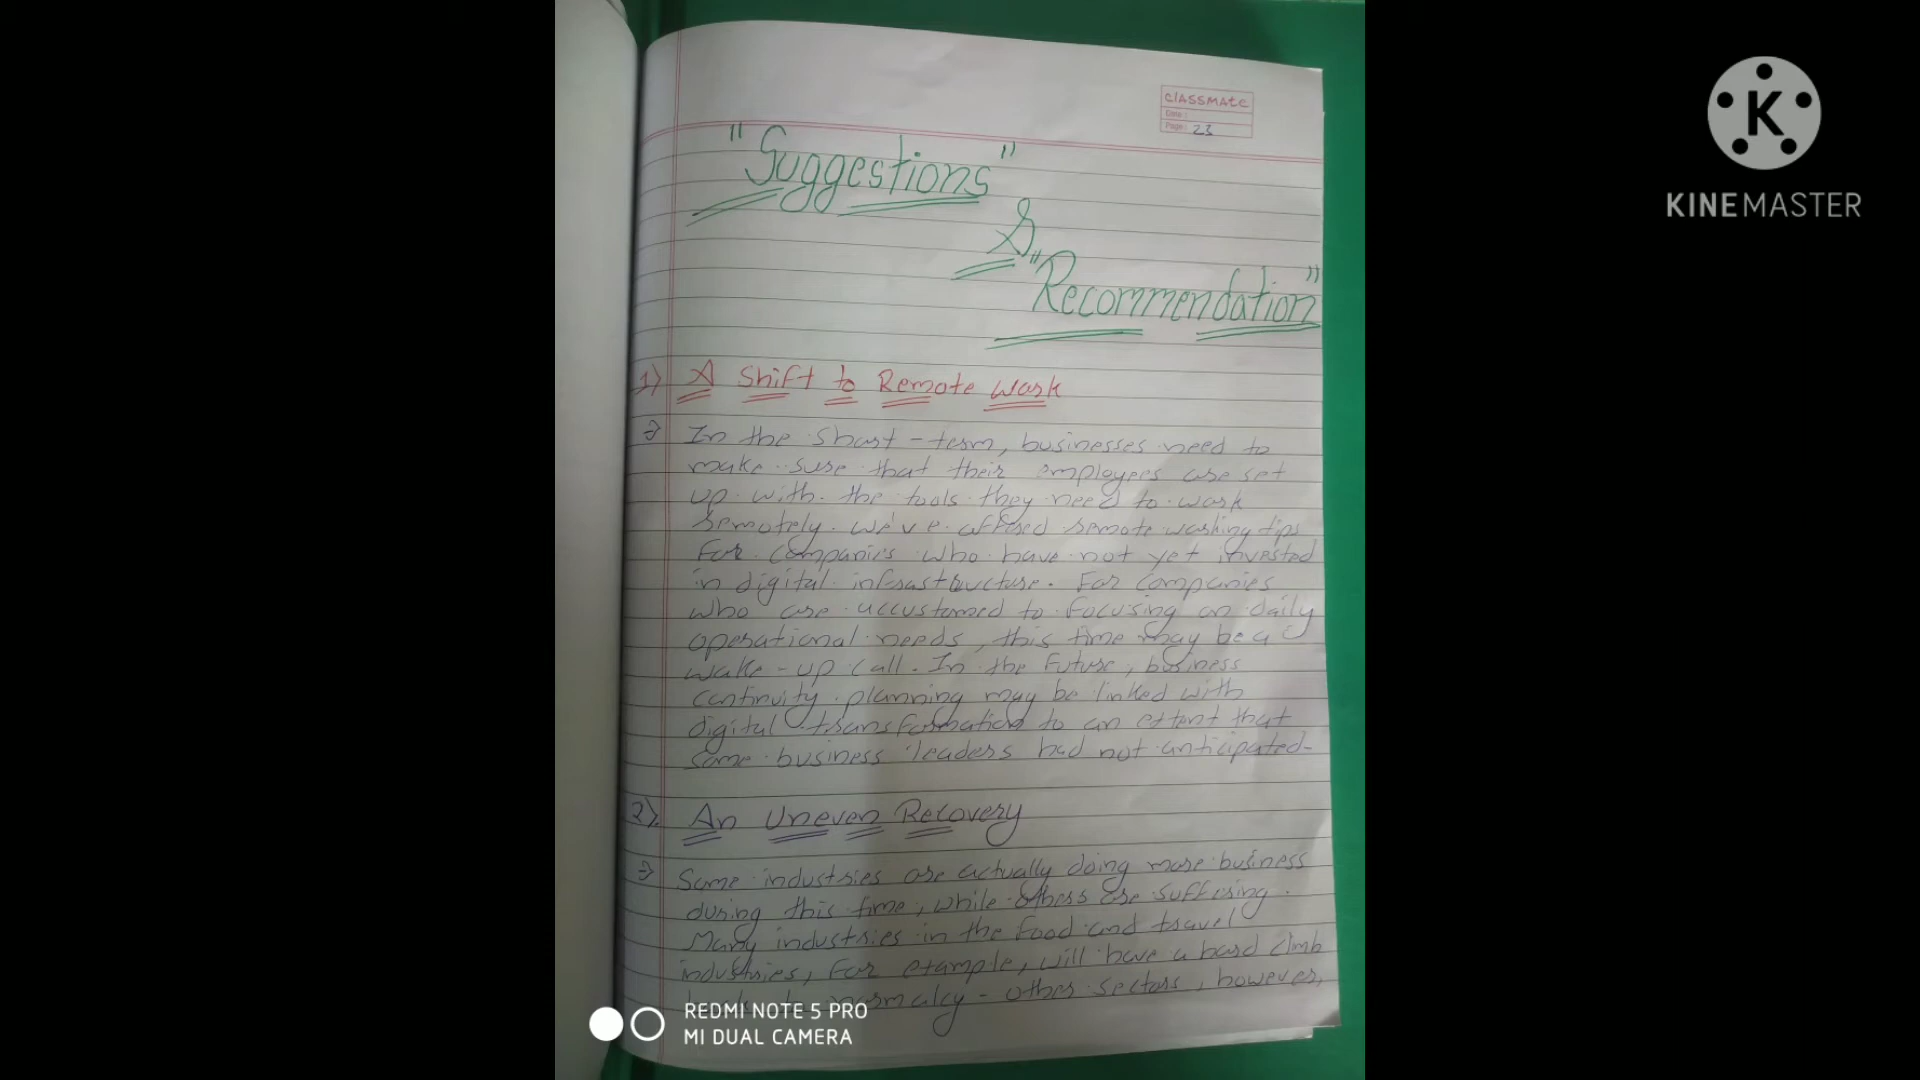 classmate
Date :
Page : 23
"Suggestions"
&
"Recommendation"
1) A Shift to Remote Work
⇒ In the short-term, businesses need to
make sure that their employees are set
up with the tools they need to work
remotely. We've offered remote working tips
For companies who have not yet invested
in digital infrastructure. For companies
who are accustomed to focusing on daily
operational needs, this time may be a
wake-up call. In the future, business
continuity planning may be linked with
digital transformation to an extent that
some business leaders had not anticipated-
2) An Uneven Recovery
⇒ Some industries are actually doing more business
during this time, while others are suffering.
Many industries in the food and travel
industries, For example, will have a hard climb
normalcy - other sectors, however,
REDMI NOTE 5 PRO
MI DUAL CAMERA
K
KINEMASTER